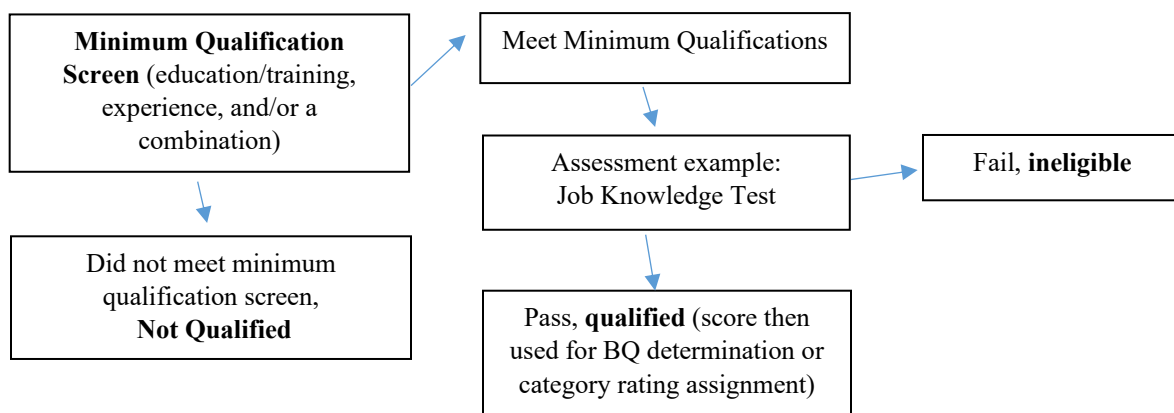 Minimum Qualification
Screen (education/training,
experience, and/or a
combination)
Did not meet minimum
qualification screen,
Not Qualified
Meet Minimum Qualifications
Assessment example:
Job Knowledge Test
Fail, ineligible
Pass, qualified (score then
used for BQ determination or
category rating assignment)